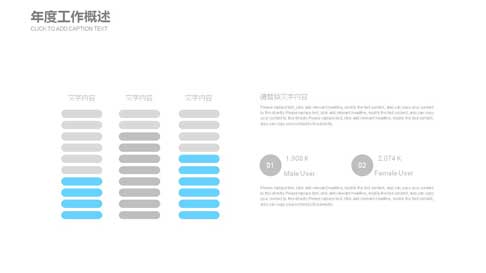 年度工作概述
CLICK TO ADD CAPTION TEXT
文字内容
文字内容
文字内容
请替换文字内容
Please replace text, click add relevant headline, modify the text content, also can copy your content
to this directly. Please replace text, click add relevant headline, modify the text content, also can copy
your content to this directly. Please replace text, click add relevant headline, modify the text content,
also can copy your content to this directly.
01
1,908 K
Male User
02
2,074 K
Female User
Please replace text, click add relevant headline, modify the text content, also can copy your content
to this directly. Please replace text, click add relevant headline, modify the text content, also can copy
your content to this directly. Please replace text, click add relevant headline, modify the text content,
also can copy your content to this directly.